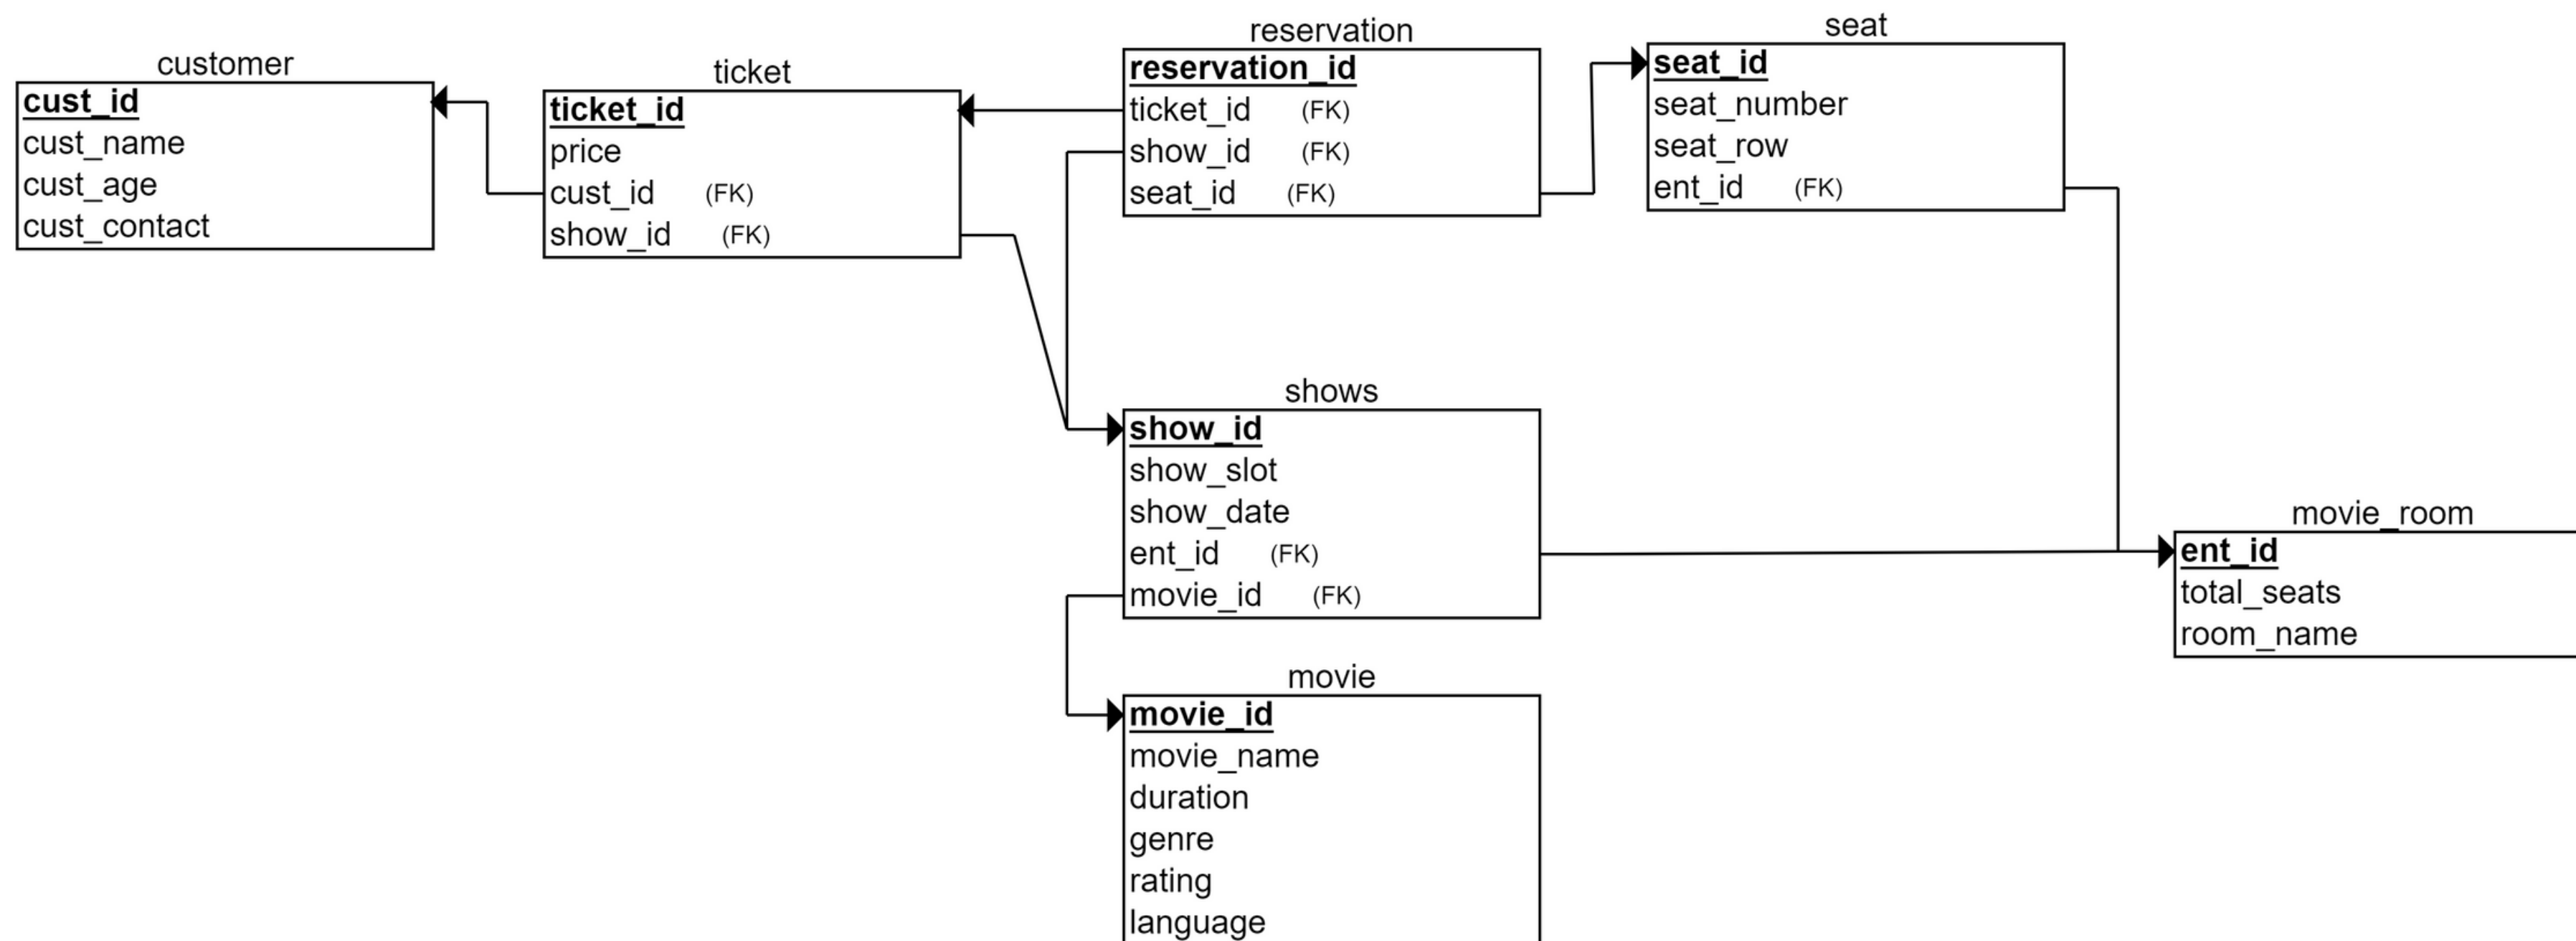 customer
cust_id
cust_name
cust_age
cust_contact
ticket
ticket_id
price
cust_id (FK)
show_id (FK)
reservation
reservation_id
ticket_id (FK)
show_id (FK)
seat_id (FK)
seat
seat_id
seat_number
seat_row
ent_id (FK)
shows
show_id
show_slot
show_date
ent_id (FK)
movie_id (FK)
movie_room
ent_id
total_seats
room_name
movie
movie_id
movie_name
duration
genre
rating
language